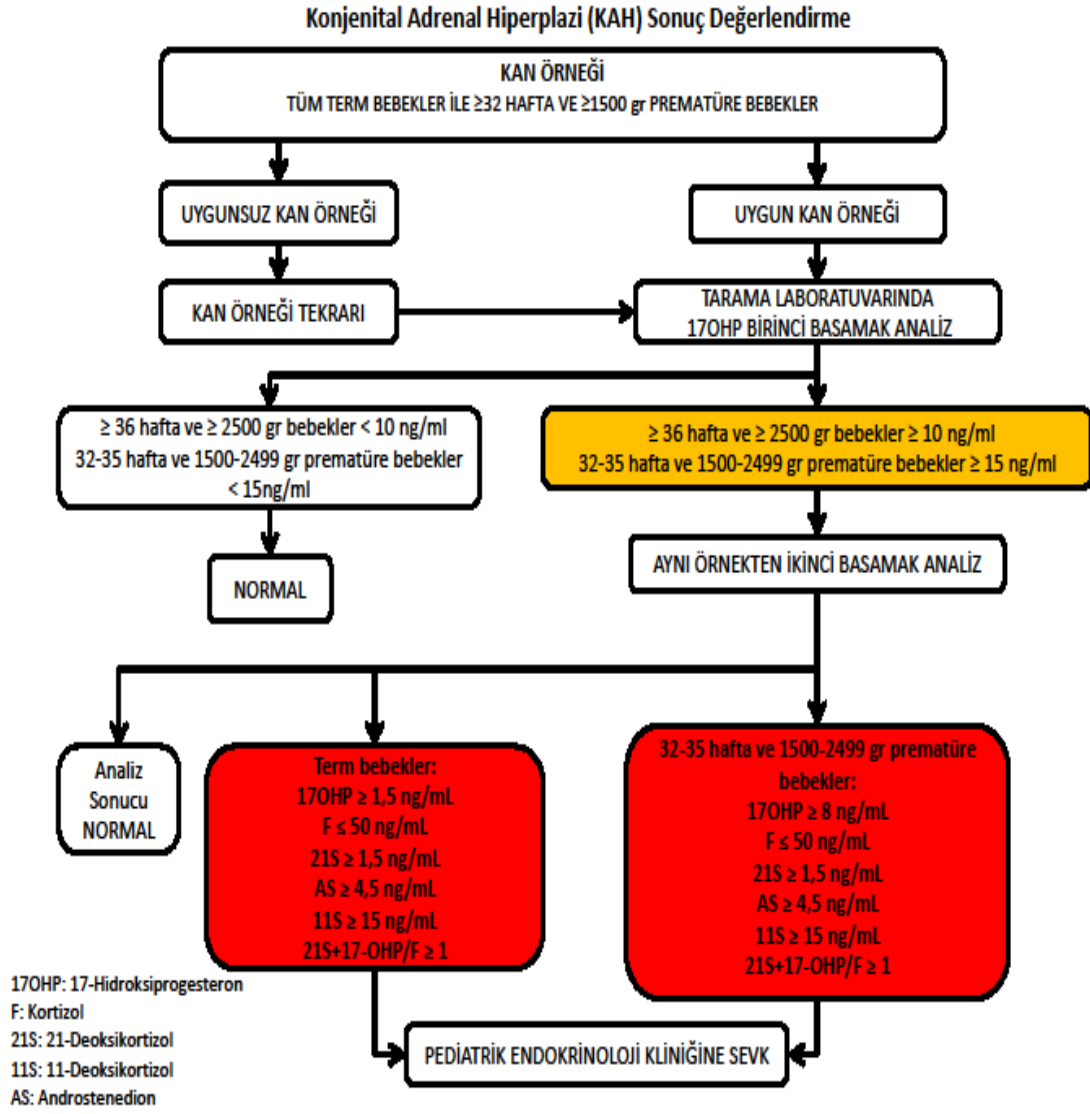 Konjenital Adrenal Hiperplazi (KAH) Sonuç Değerlendirme
KAN ÖRNEĞİ
TÜM TERM BEBEKLER İLE ≥32 HAFTA VE ≥1500 gr PREMATÜRE BEBEKLER
UYGUNSUZ KAN ÖRNEĞİ
UYGUN KAN ÖRNEĞİ
KAN ÖRNEĞİ TEKRARI
TARAMA LABORATUVARINDA
17OHP BİRİNCİ BASAMAK ANALİZ
≥ 36 hafta ve ≥ 2500 gr bebekler < 10 ng/ml
32-35 hafta ve 1500-2499 gr prematüre bebekler
< 15ng/ml
≥ 36 hafta ve ≥ 2500 gr bebekler ≥ 10 ng/ml
32-35 hafta ve 1500-2499 gr prematüre bebekler ≥ 15 ng/ml
NORMAL
AYNI ÖRNEKTEN İKİNCİ BASAMAK ANALİZ
Analiz
Sonucu
NORMAL
Term bebekler:
17OHP ≥ 1,5 ng/mL
F ≤ 50 ng/mL
21S ≥ 1,5 ng/mL
AS ≥ 4,5 ng/mL
11S ≥ 15 ng/mL
21S+17-OHP/F ≥ 1
32-35 hafta ve 1500-2499 gr prematüre
bebekler:
17OHP ≥ 8 ng/mL
F ≤ 50 ng/mL
21S ≥ 1,5 ng/mL
AS ≥ 4,5 ng/mL
11S ≥ 15 ng/mL
21S+17-OHP/F ≥ 1
PEDİATRİK ENDOKRİNOLOJİ KLİNİĞİNE SEVK
17OHP: 17-Hidroksiprogesteron
F: Kortizol
21S: 21-Deoksikortizol
11S: 11-Deoksikortizol
AS: Androstenedion